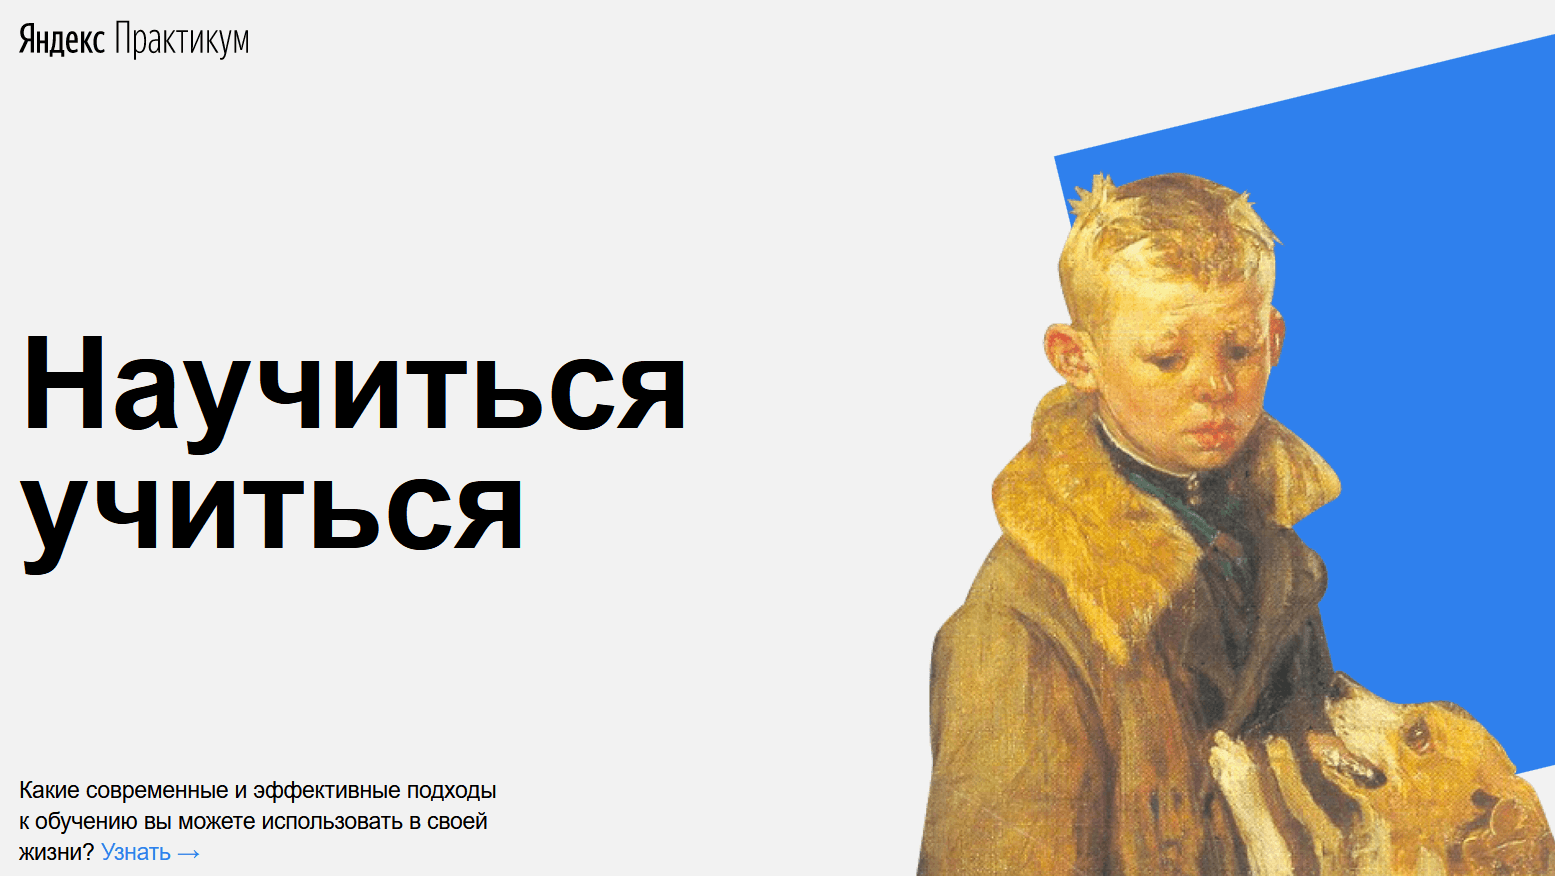 Яндекс Практикум
Научиться
учиться
Какие современные и эффективные подходы
к обучению вы можете использовать в своей
жизни? Узнать →